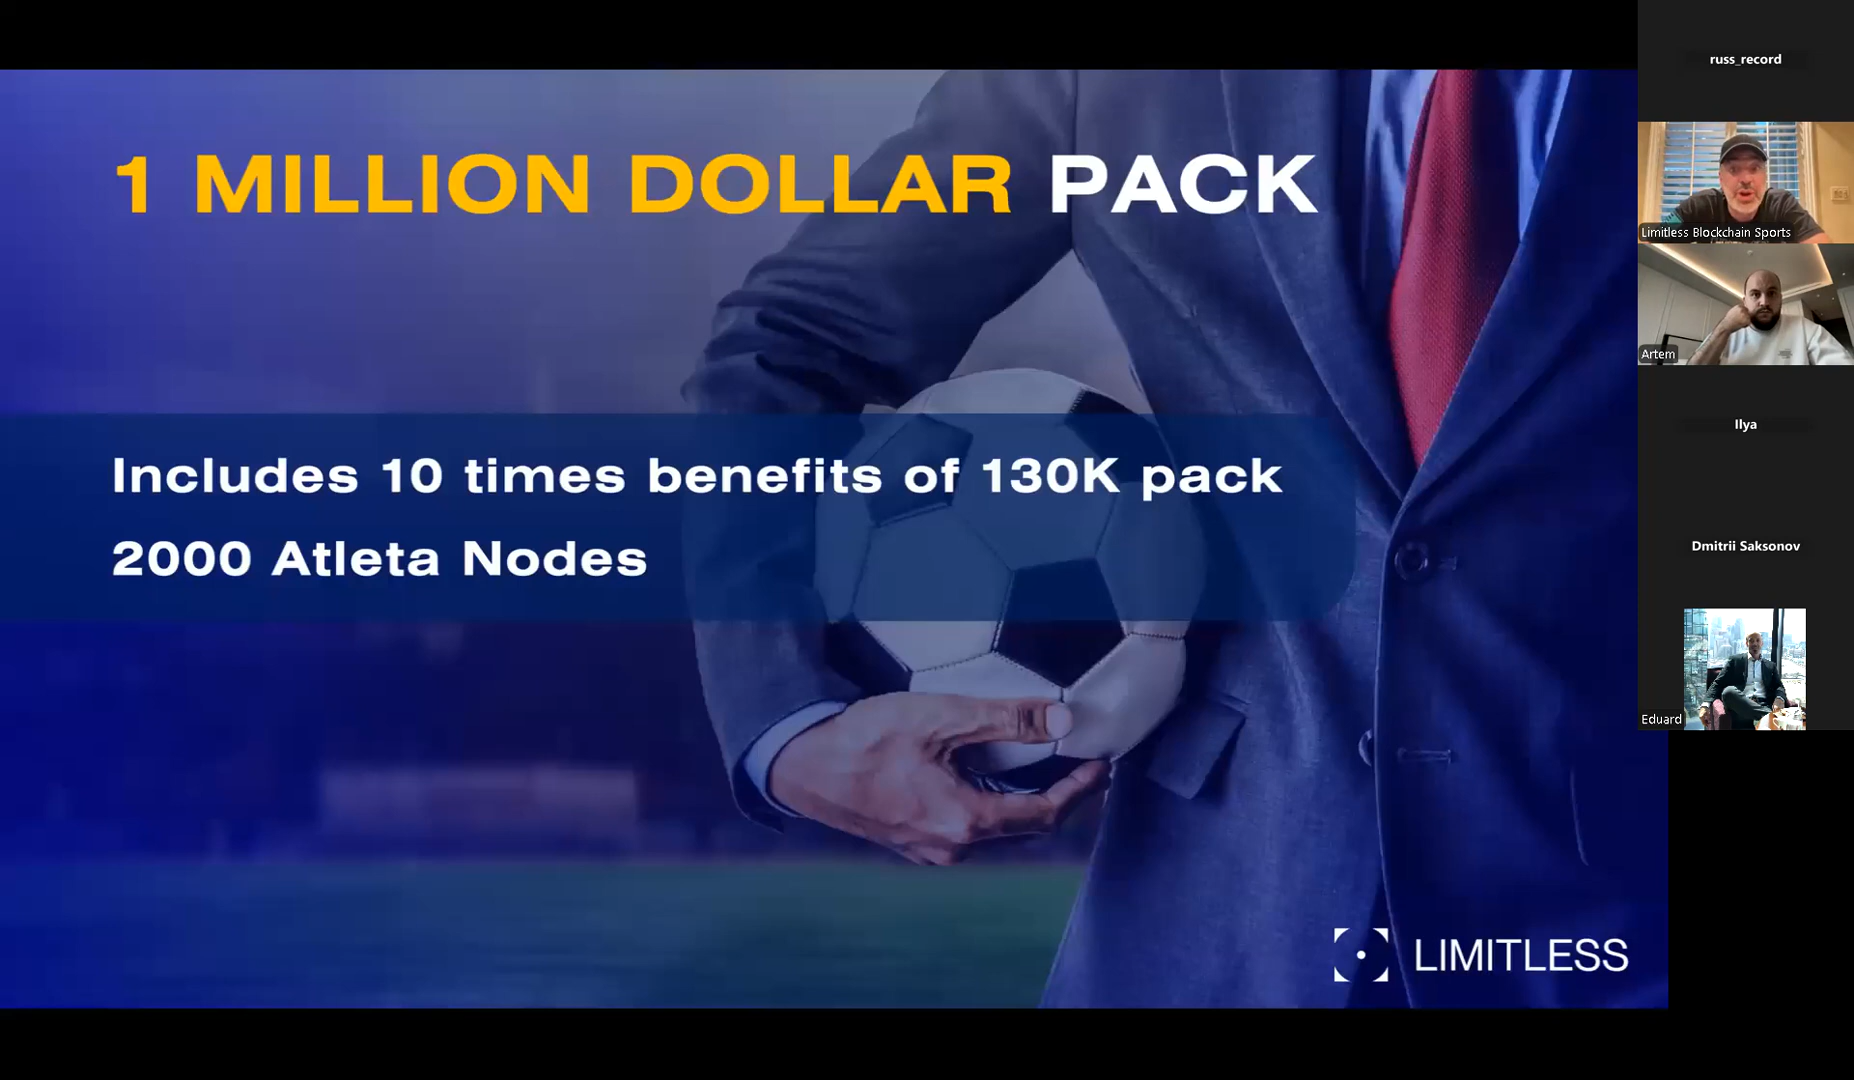 1 MILLION DOLLAR PACK
Includes 10 times benefits of 130K pack
2000 Atleta Nodes
LIMITLESS
russ_record
Limitless Blockchain Sports
Artem
Ilya
Dmitrii Saksonov
Eduard